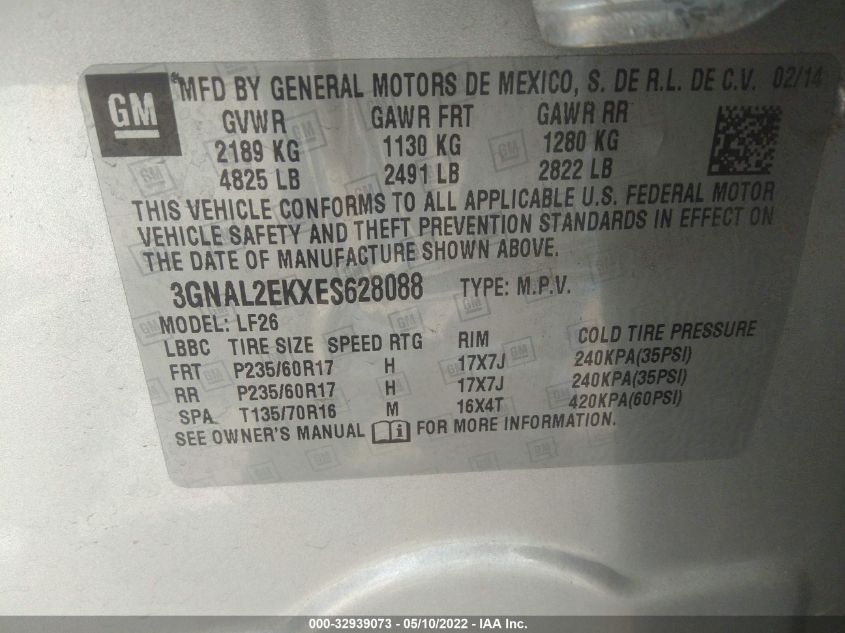 GM
MFD BY GENERAL MOTORS DE MEXICO, S. DE R.L. DE C.V. 02/14
GVWR GAWR FRT GAWR RR
2189 KG 1130 KG 1280 KG
4825 LB 2491 LB 2822 LB
THIS VEHICLE CONFORMS TO ALL APPLICABLE U.S. FEDERAL MOTOR
VEHICLE SAFETY AND THEFT PREVENTION STANDARDS IN EFFECT ON
THE DATE OF MANUFACTURE SHOWN ABOVE.
3GNAL2EKXES628088 TYPE: M.P.V.
MODEL: LF26
LBBC TIRE SIZE SPEED RTG RIM COLD TIRE PRESSURE
FRT P235/60R17 H 17X7J 240KPA(35PSI)
RR P235/60R17 H 17X7J 240KPA(35PSI)
SPA T135/70R16 M 16X4T 420KPA(60PSI)
SEE OWNER'S MANUAL FOR MORE INFORMATION.
000-32939073 - 05/10/2022 - IAA Inc.